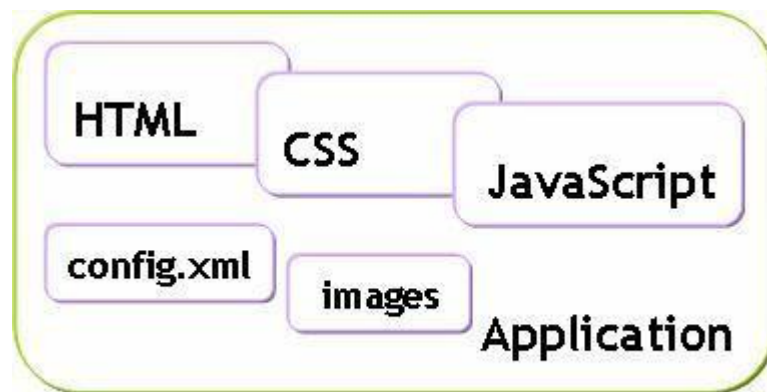 HTML
CSS
JavaScript
config.xml
images
Application